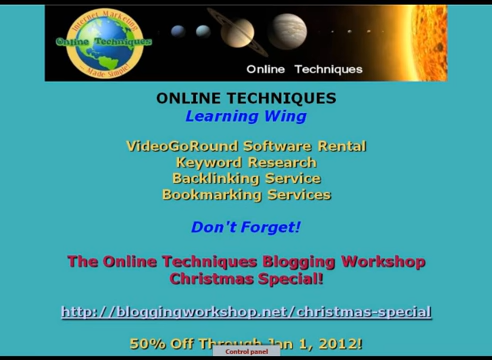 Internet Marketing
Online Techniques
...Made Simple!
Online Techniques
ONLINE TECHNIQUES
Learning Wing
VideoGoRound Software Rental
Keyword Research
Backlinking Service
Bookmarking Services
Don't Forget!
The Online Techniques Blogging Workshop
Christmas Special!
http://bloggingworkshop.net/christmas-special
50% Off Through Jan 1, 2012!
Control panel